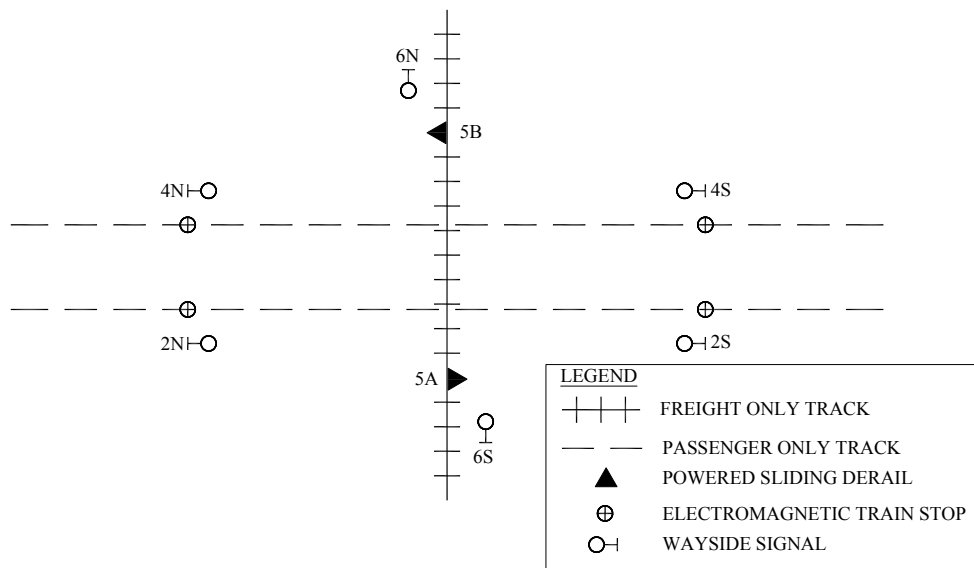 6N
5B
4N
4S
2N
2S
5A
6S
LEGEND
FREIGHT ONLY TRACK
PASSENGER ONLY TRACK
POWERED SLIDING DERAIL
ELECTROMAGNETIC TRAIN STOP
WAYSIDE SIGNAL